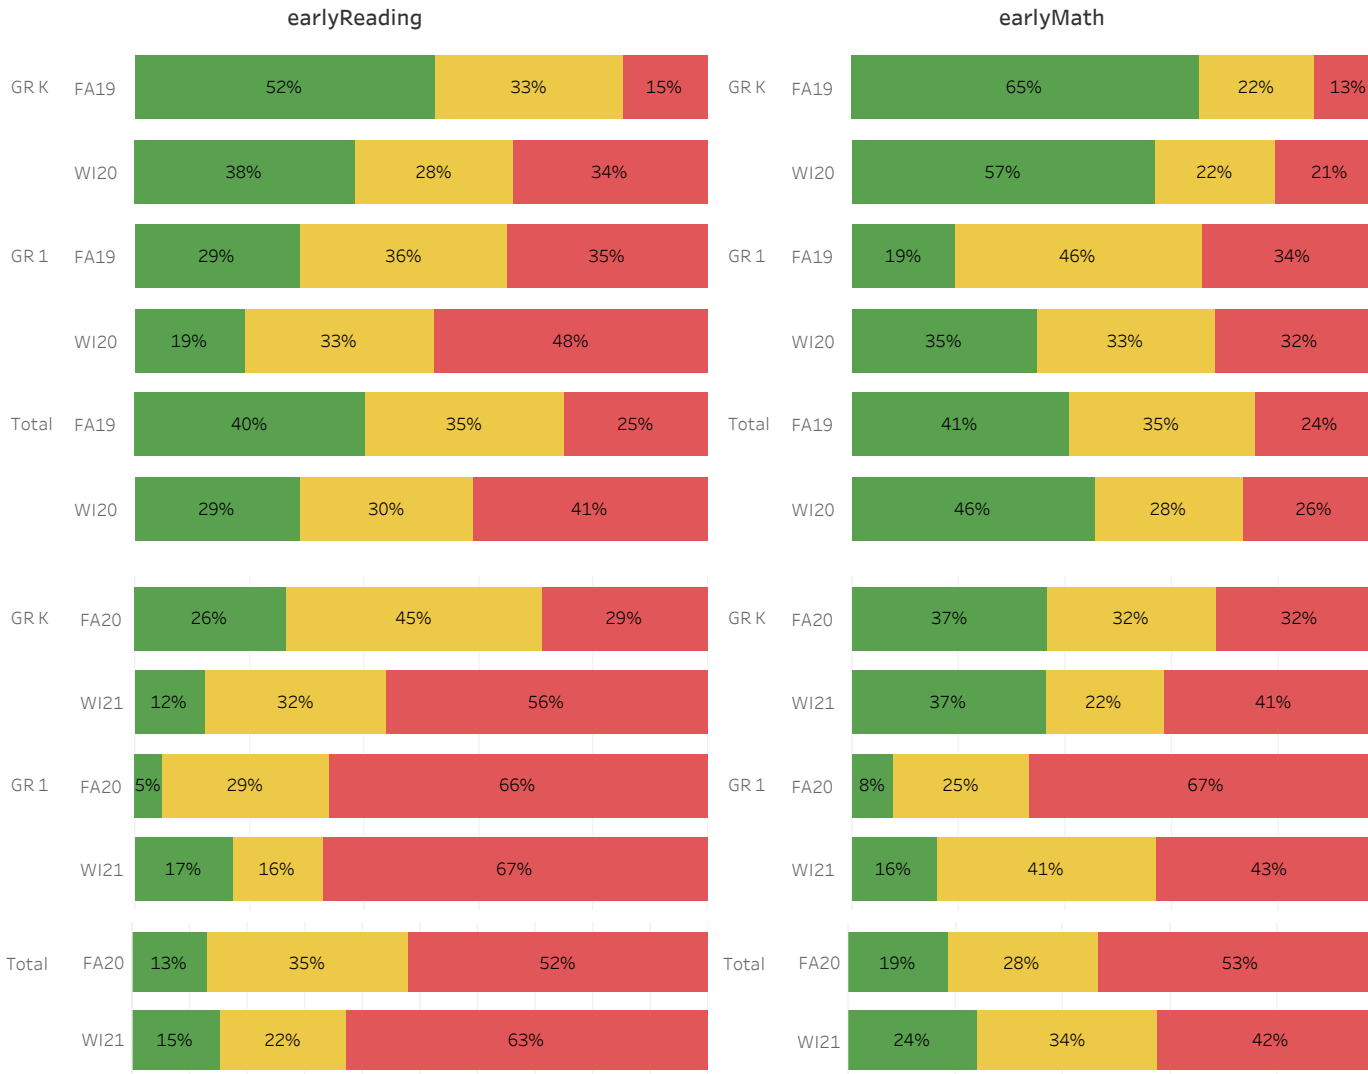 earlyReading earlyMath
GR K FA19 52% 33% 15% GR K FA19 65% 22% 13%
WI20 38% 28% 34% WI20 57% 22% 21%
GR 1 FA19 29% 36% 35% GR 1 FA19 19% 46% 34%
WI20 19% 33% 48% WI20 35% 33% 32%
Total FA19 40% 35% 25% Total FA19 41% 35% 24%
WI20 29% 30% 41% WI20 46% 28% 26%
GR K FA20 26% 45% 29% GR K FA20 37% 32% 32%
WI21 12% 32% 56% WI21 37% 22% 41%
GR 1 FA20 5% 29% 66% GR 1 FA20 8% 25% 67%
WI21 17% 16% 67% WI21 16% 41% 43%
Total FA20 13% 35% 52% Total FA20 19% 28% 53%
WI21 15% 22% 63% WI21 24% 34% 42%